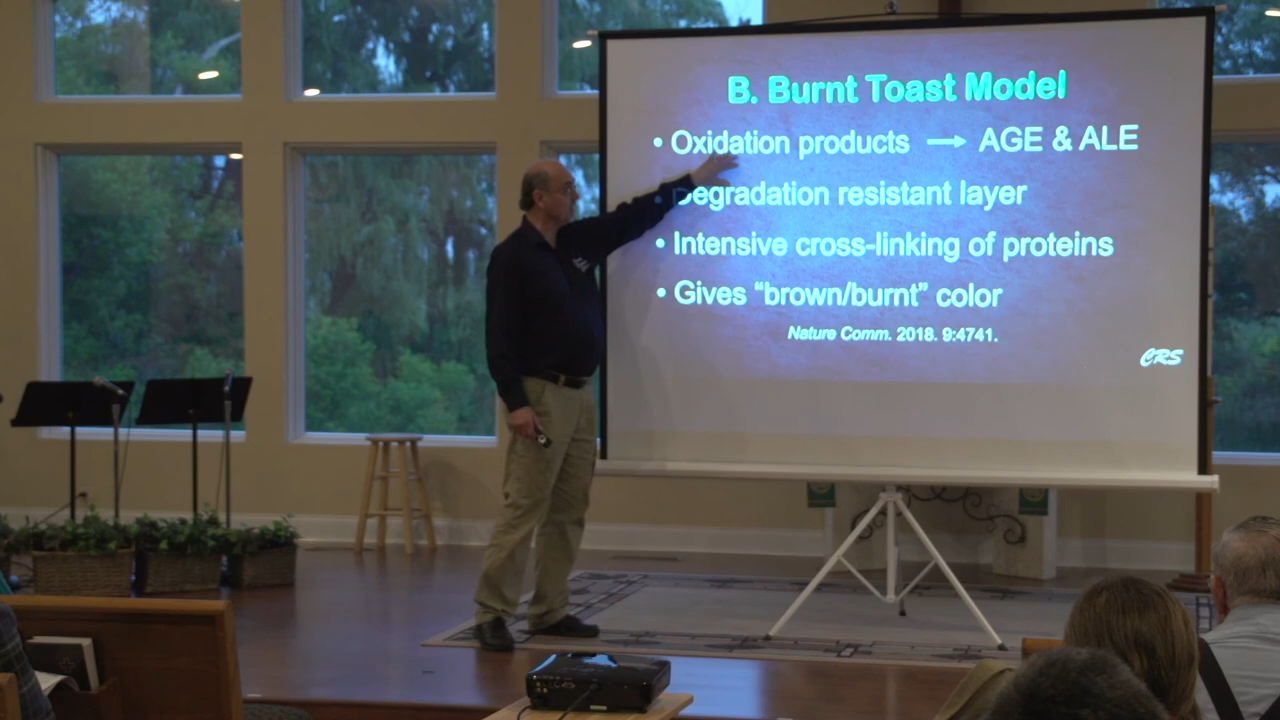 B. Burnt Toast Model
• Oxidation products → AGE & ALE
• Degradation resistant layer
• Intensive cross-linking of proteins
• Gives “brown/burnt” color
Nature Comm. 2018. 9:4741.
CRS